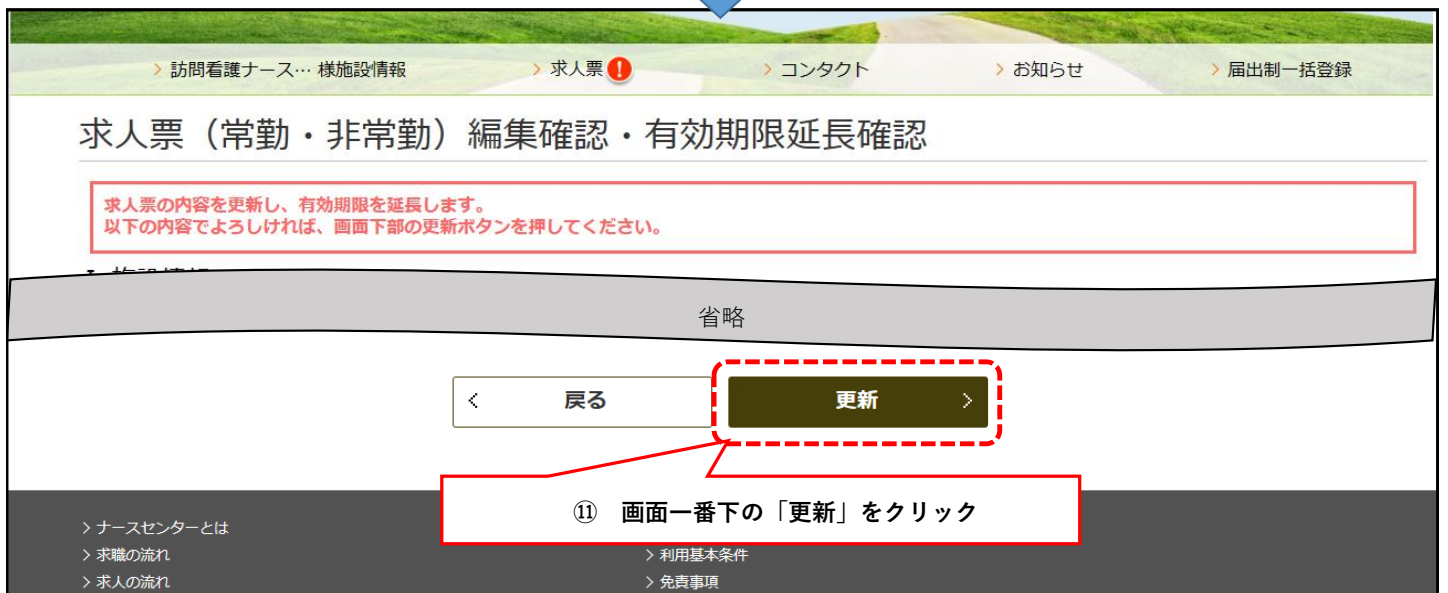 > 訪問看護ナース… 様施設情報 > 求人票 ! > コンタクト > お知らせ > 届出制一括登録
求人票（常勤・非常勤）編集確認・有効期限延長確認
求人票の内容を更新し、有効期限を延長します。
以下の内容でよろしければ、画面下部の更新ボタンを押してください。
省略
< 戻る
更新 >
⑪ 画面一番下の「更新」をクリック
> ナースセンターとは
> 求職の流れ
> 求人の流れ
> 利用基本条件
> 免責事項